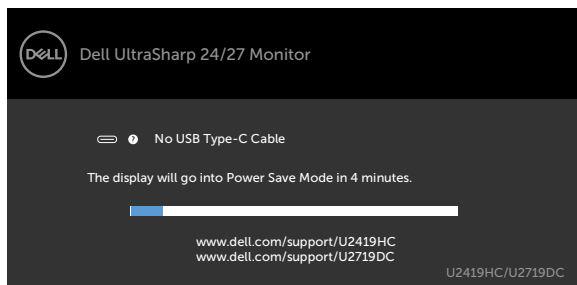 DELL
Dell UltraSharp 24/27 Monitor
? No USB Type-C Cable
The display will go into Power Save Mode in 4 minutes.
www.dell.com/support/U2419HC
www.dell.com/support/U2719DC
U2419HC/U2719DC